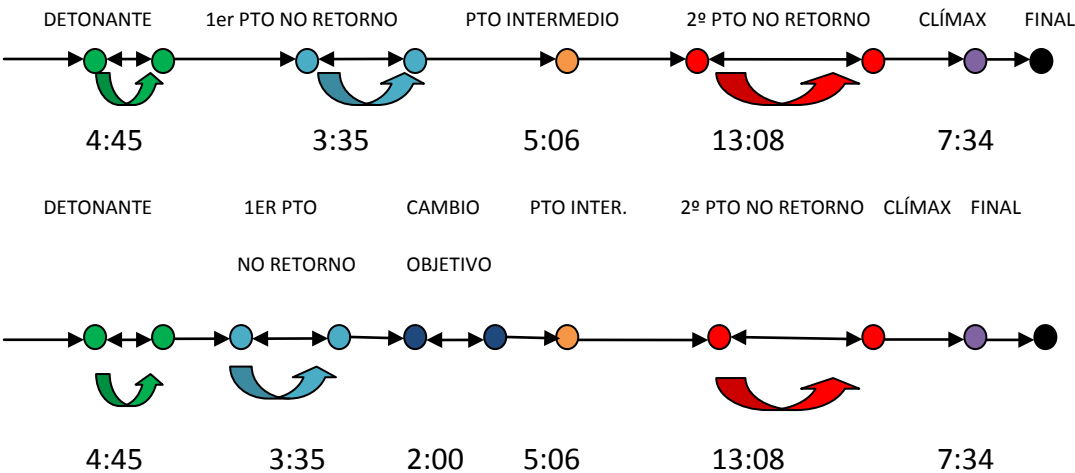 DETONANTE 1er PTO NO RETORNO PTO INTERMEDIO 2º PTO NO RETORNO CLÍMAX FINAL
4:45 3:35 5:06 13:08 7:34
DETONANTE 1ER PTO CAMBIO PTO INTER. 2º PTO NO RETORNO CLÍMAX FINAL
NO RETORNO OBJETIVO
4:45 3:35 2:00 5:06 13:08 7:34